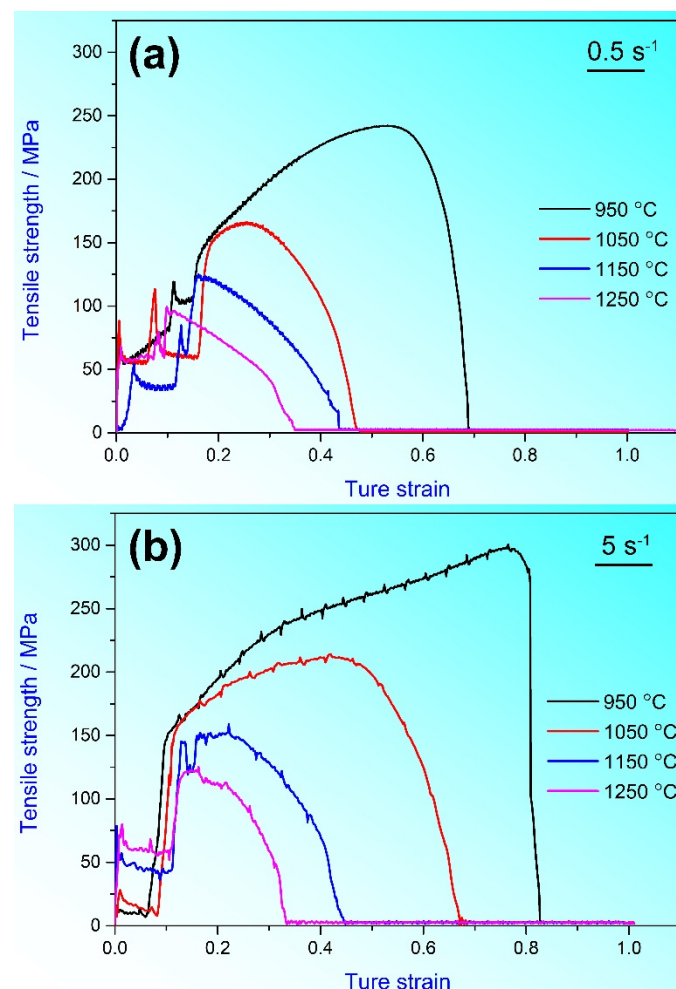 (a)
0.5 s⁻¹
300
250
200
150
100
50
0
Tensile strength / MPa
950 °C
1050 °C
1150 °C
1250 °C
0.0 0.2 0.4 0.6 0.8 1.0
Ture strain
(b)
5 s⁻¹
300
250
200
150
100
50
0
Tensile strength / MPa
950 °C
1050 °C
1150 °C
1250 °C
0.0 0.2 0.4 0.6 0.8 1.0
Ture strain